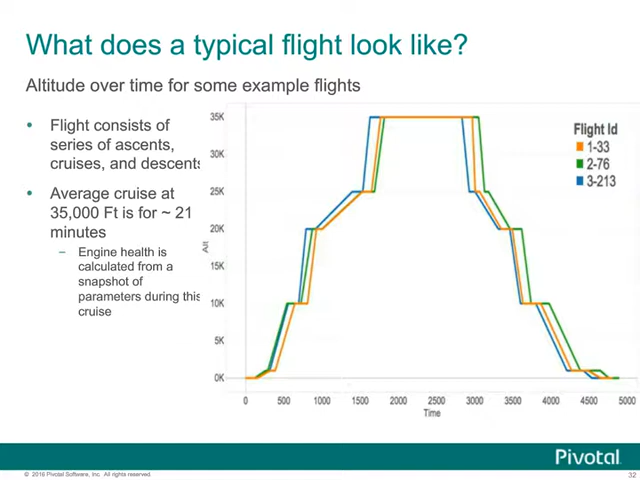 What does a typical flight look like?
Altitude over time for some example flights
• Flight consists of
series of ascents,
cruises, and descents
• Average cruise at
35,000 Ft is for ~ 21
minutes
− Engine health is
calculated from a
snapshot of
parameters during this
cruise
35K
30K
25K
20K
15K
10K
5K
0K
Alt
0 500 1000 1500 2000 2500 3000 3500 4000 4500 5000
Time
Flight Id
1-33
2-76
3-213
Pivotal
© 2016 Pivotal Software, Inc. All rights reserved.
32